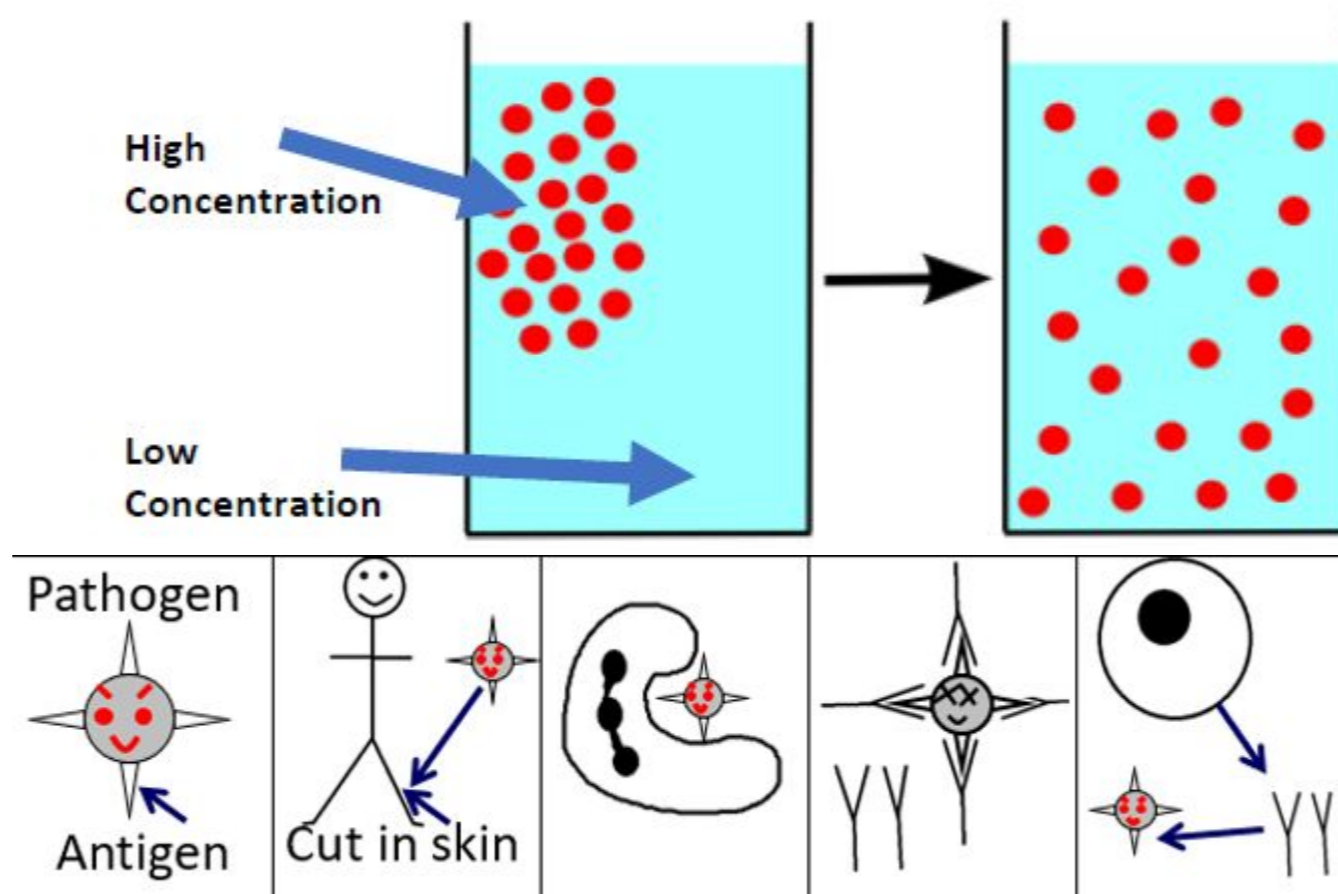 High
Concentration
Low
Concentration
Pathogen
Antigen
Cut in skin